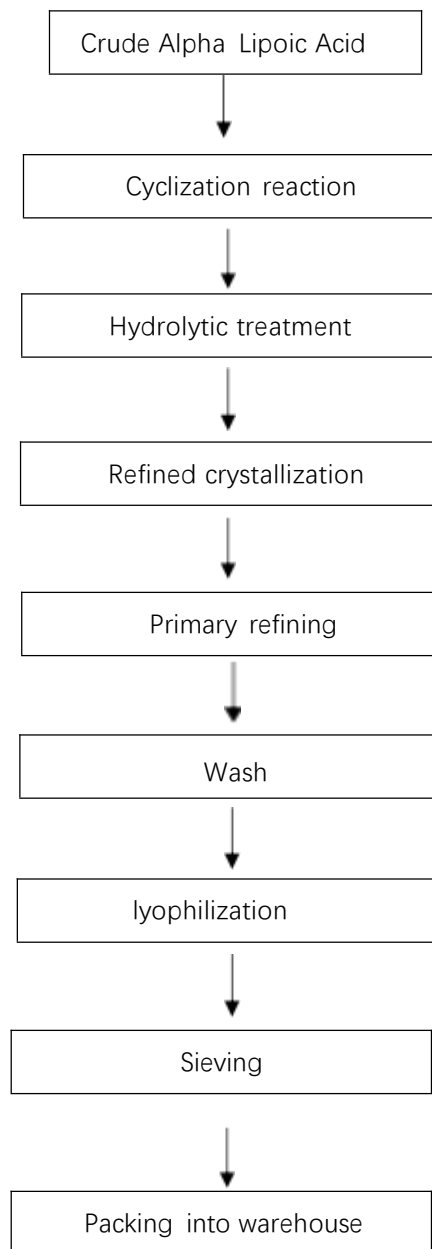 Crude Alpha Lipoic Acid
Cyclization reaction
Hydrolytic treatment
Refined crystallization
Primary refining
Wash
lyophilization
Sieving
Packing into warehouse